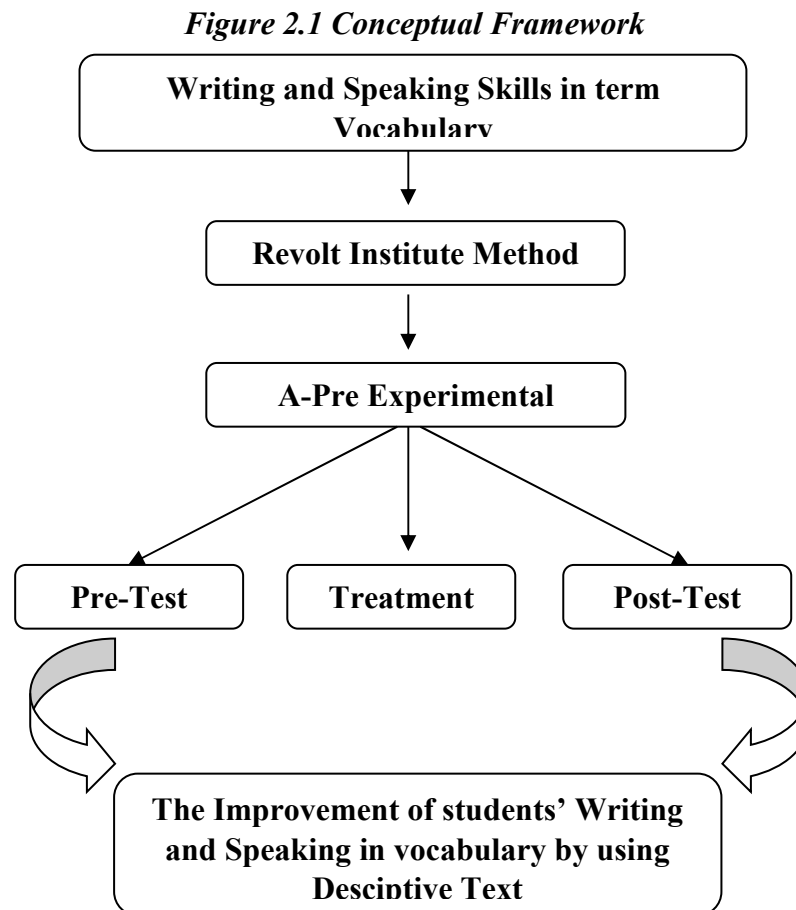 Figure 2.1 Conceptual Framework
Writing and Speaking Skills in term
Vocabulary
Revolt Institute Method
A-Pre Experimental
Pre-Test
Treatment
Post-Test
The Improvement of students’ Writing
and Speaking in vocabulary by using
Desciptive Text